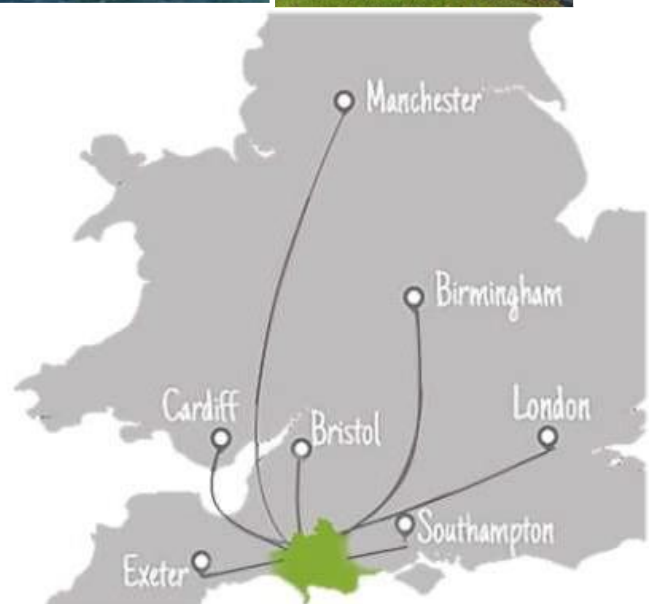 Manchester
Birmingham
Cardiff
Bristol
London
Southampton
Exeter